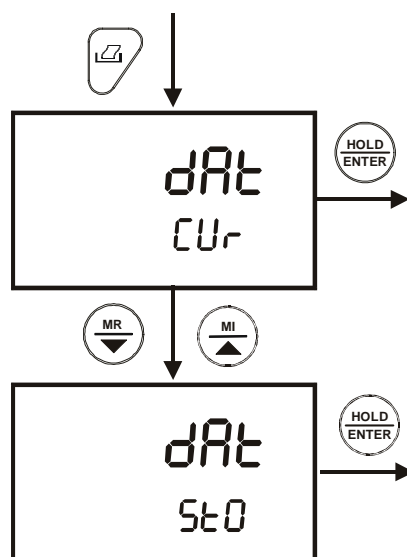 dAt
CUr
HOLD
ENTER
MR
MI
dAt
StO
HOLD
ENTER